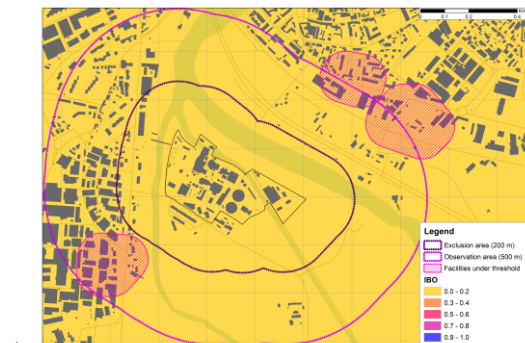 0.4 0.2 0 0.4
Legend
Exclusion area (200 m)
Observation area (500 m)
Facilities under threshold
IBO
0.0 - 0.2
0.3 - 0.4
0.5 - 0.6
0.7 - 0.8
0.9 - 1.0